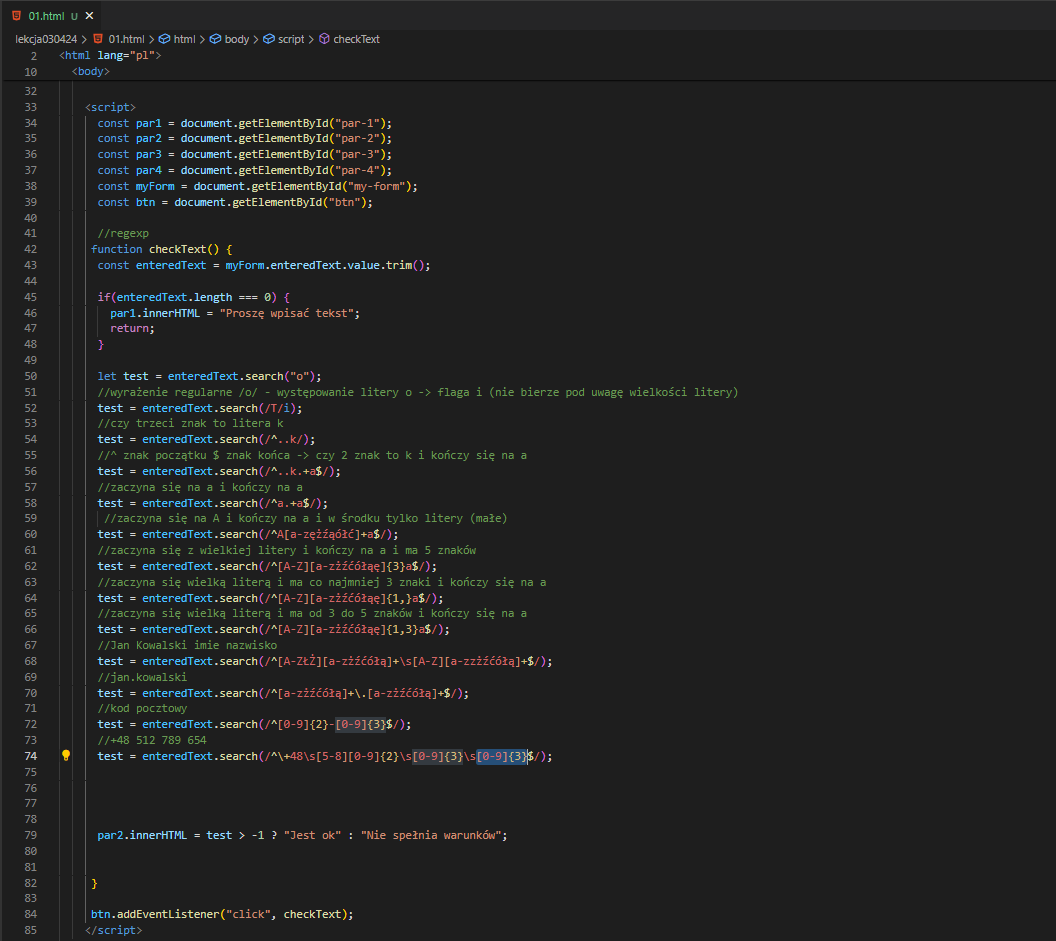 01.html U ×
lekcja030424 > 01.html > html > body > script > checkText
2 <html lang="pl">
10 <body>
32
33 <script>
34 const par1 = document.getElementById("par-1");
35 const par2 = document.getElementById("par-2");
36 const par3 = document.getElementById("par-3");
37 const par4 = document.getElementById("par-4");
38 const myForm = document.getElementById("my-form");
39 const btn = document.getElementById("btn");
40
41 //regexp
42 function checkText() {
43 const enteredText = myForm.enteredText.value.trim();
44
45 if(enteredText.length === 0) {
46 par1.innerHTML = "Proszę wpisać tekst";
47 return;
48 }
49
50 let test = enteredText.search("o");
51 //wyrażenie regularne /o/ - występowanie litery o -> flaga i (nie bierze pod uwagę wielkości litery)
52 test = enteredText.search(/T/i);
53 //czy trzeci znak to litera k
54 test = enteredText.search(/^..k/);
55 //^ znak początku $ znak końca -> czy 2 znak to k i kończy się na a
56 test = enteredText.search(/^..k.+a$/);
57 //zaczyna się na a i kończy na a
58 test = enteredText.search(/^a.+a$/);
59 //zaczyna się na A i kończy na a i w środku tylko litery (małe)
60 test = enteredText.search(/^A[a-zężźąółć]+a$/);
61 //zaczyna się z wielkiej litery i kończy na a i ma 5 znaków
62 test = enteredText.search(/^[A-Z][a-zżźćółąę]{3}a$/);
63 //zaczyna się wielką literą i ma co najmniej 3 znaki i kończy się na a
64 test = enteredText.search(/^[A-Z][a-zżźćółąę]{1,}a$/);
65 //zaczyna się wielką literą i ma od 3 do 5 znaków i kończy się na a
66 test = enteredText.search(/^[A-Z][a-zżźćółąę]{1,3}a$/);
67 //Jan Kowalski imie nazwisko
68 test = enteredText.search(/^[A-ZŁŻ][a-zżźćółą]+\s[A-Z][a-zzżźćółą]+$/);
69 //jan.kowalski
70 test = enteredText.search(/^[a-zżźćółą]+\.[a-zżźćółą]+$/);
71 //kod pocztowy
72 test = enteredText.search(/^[0-9]{2}-[0-9]{3}$/);
73 //+48 512 789 654
74 test = enteredText.search(/^\+48\s[5-8][0-9]{2}\s[0-9]{3}\s[0-9]{3}$/);
75
76
77
78
79 par2.innerHTML = test > -1 ? "Jest ok" : "Nie spełnia warunków";
80
81
82 }
83
84 btn.addEventListener("click", checkText);
85 </script>